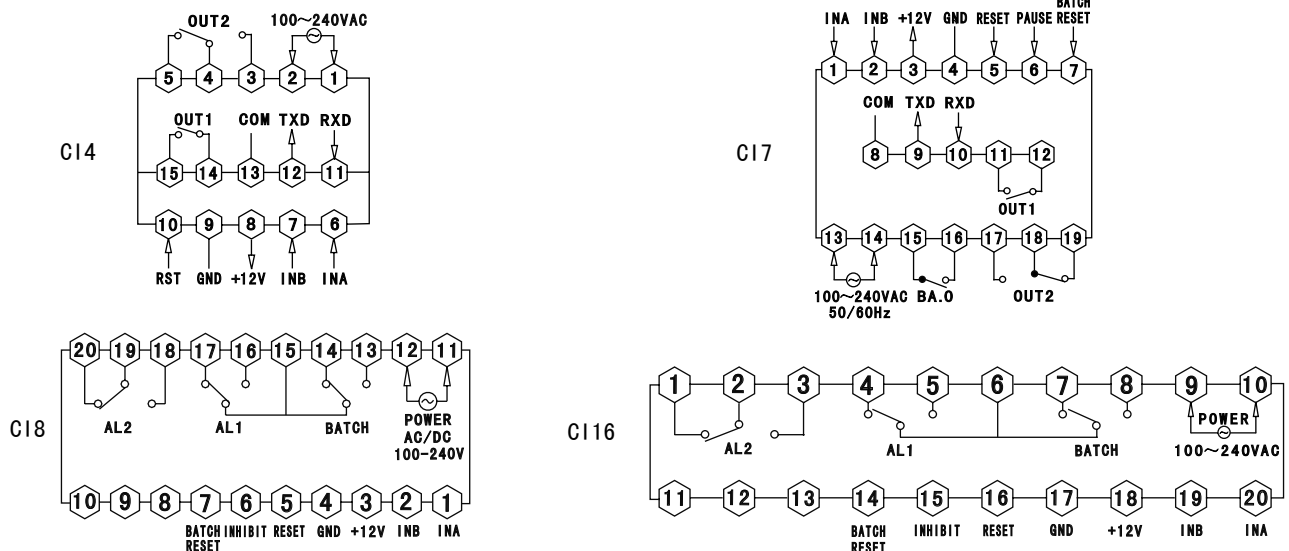 CI4
OUT2 100～240VAC
5 4 3 2 1
OUT1 COM TXD RXD
15 14 13 12 11
10 9 8 7 6
RST GND +12V INB INA
CI7
BATCH
INA INB +12V GND RESET PAUSE RESET
1 2 3 4 5 6 7
COM TXD RXD
8 9 10 11 12
OUT1
13 14 15 16 17 18 19
100～240VAC BA.O OUT2
50/60Hz
CI8
20 19 18 17 16 15 14 13 12 11
AL2 AL1 BATCH POWER
AC/DC
100-240V
10 9 8 7 6 5 4 3 2 1
BATCH INHIBIT RESET GND +12V INB INA
RESET
CI16
1 2 3 4 5 6 7 8 9 10
POWER
AL2 AL1 BATCH 100～240VAC
11 12 13 14 15 16 17 18 19 20
BATCH INHIBIT RESET GND +12V INB INA
RESET